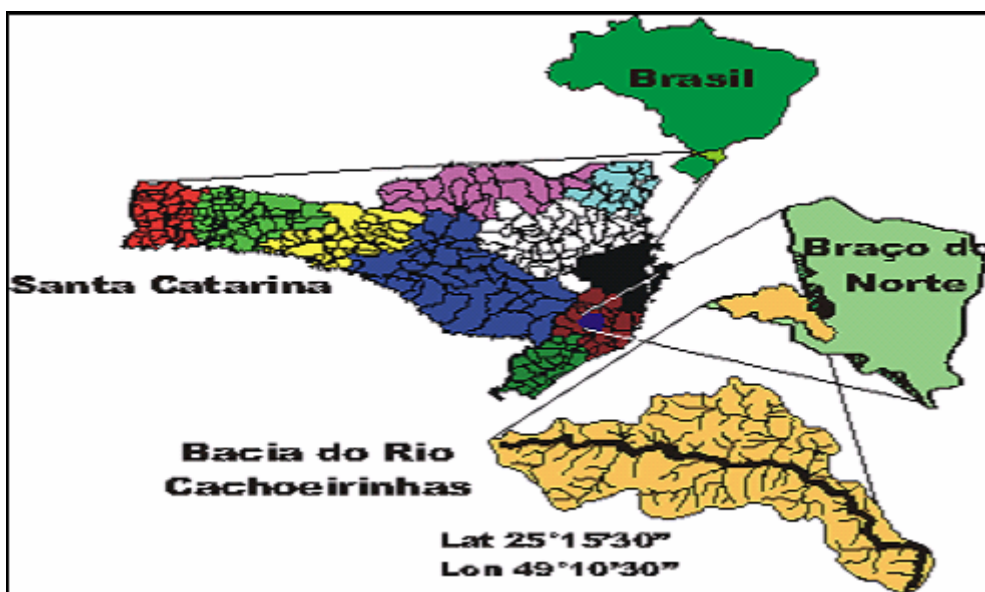 Brasil
Santa Catarina
Braço do
Norte
Bacia do Rio
Cachoeirinhas
Lat 25°15'30"
Lon 49°10'30"